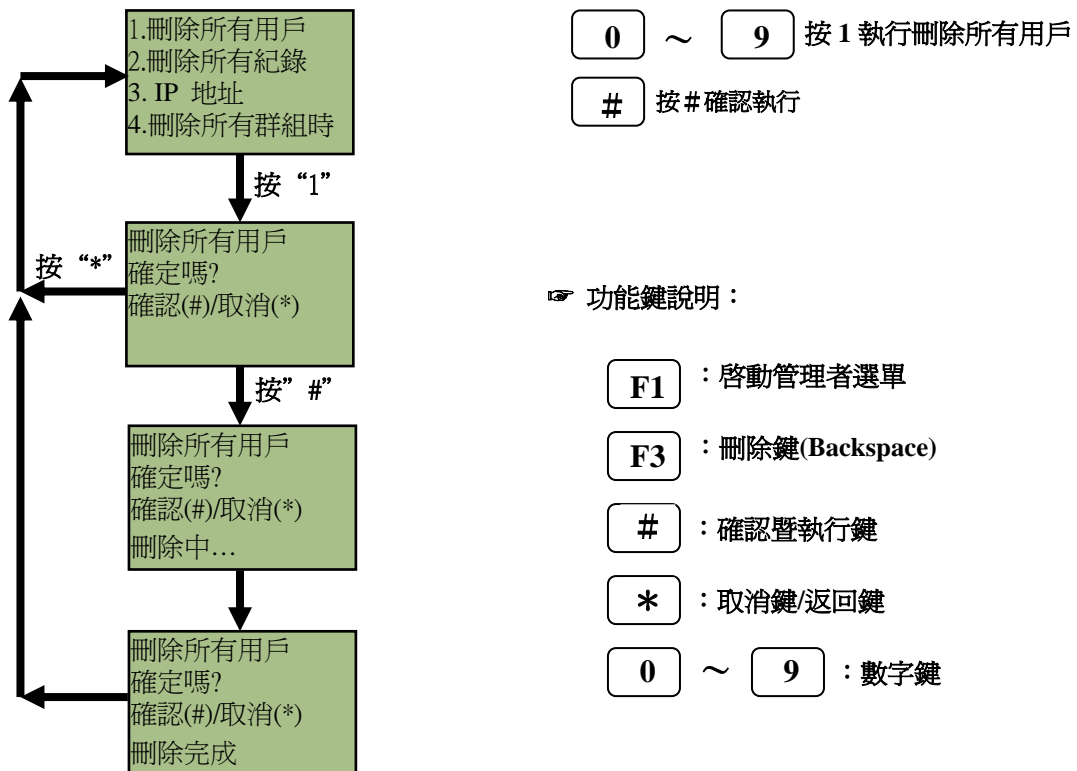 1.刪除所有用戶
2.刪除所有紀錄
3. IP 地址
4.刪除所有群組時
按“1”
刪除所有用戶
確定嗎?
確認(#)/取消(*)
按“*”
按”#”
刪除所有用戶
確定嗎?
確認(#)/取消(*)
刪除中…
刪除所有用戶
確定嗎?
確認(#)/取消(*)
刪除完成
0 ～ 9 按 1 執行刪除所有用戶
# 按#確認執行
☞ 功能鍵說明：
F1 ：啓動管理者選單
F3 ：刪除鍵(Backspace)
# ：確認暨執行鍵
* ：取消鍵/返回鍵
0 ～ 9 ：數字鍵